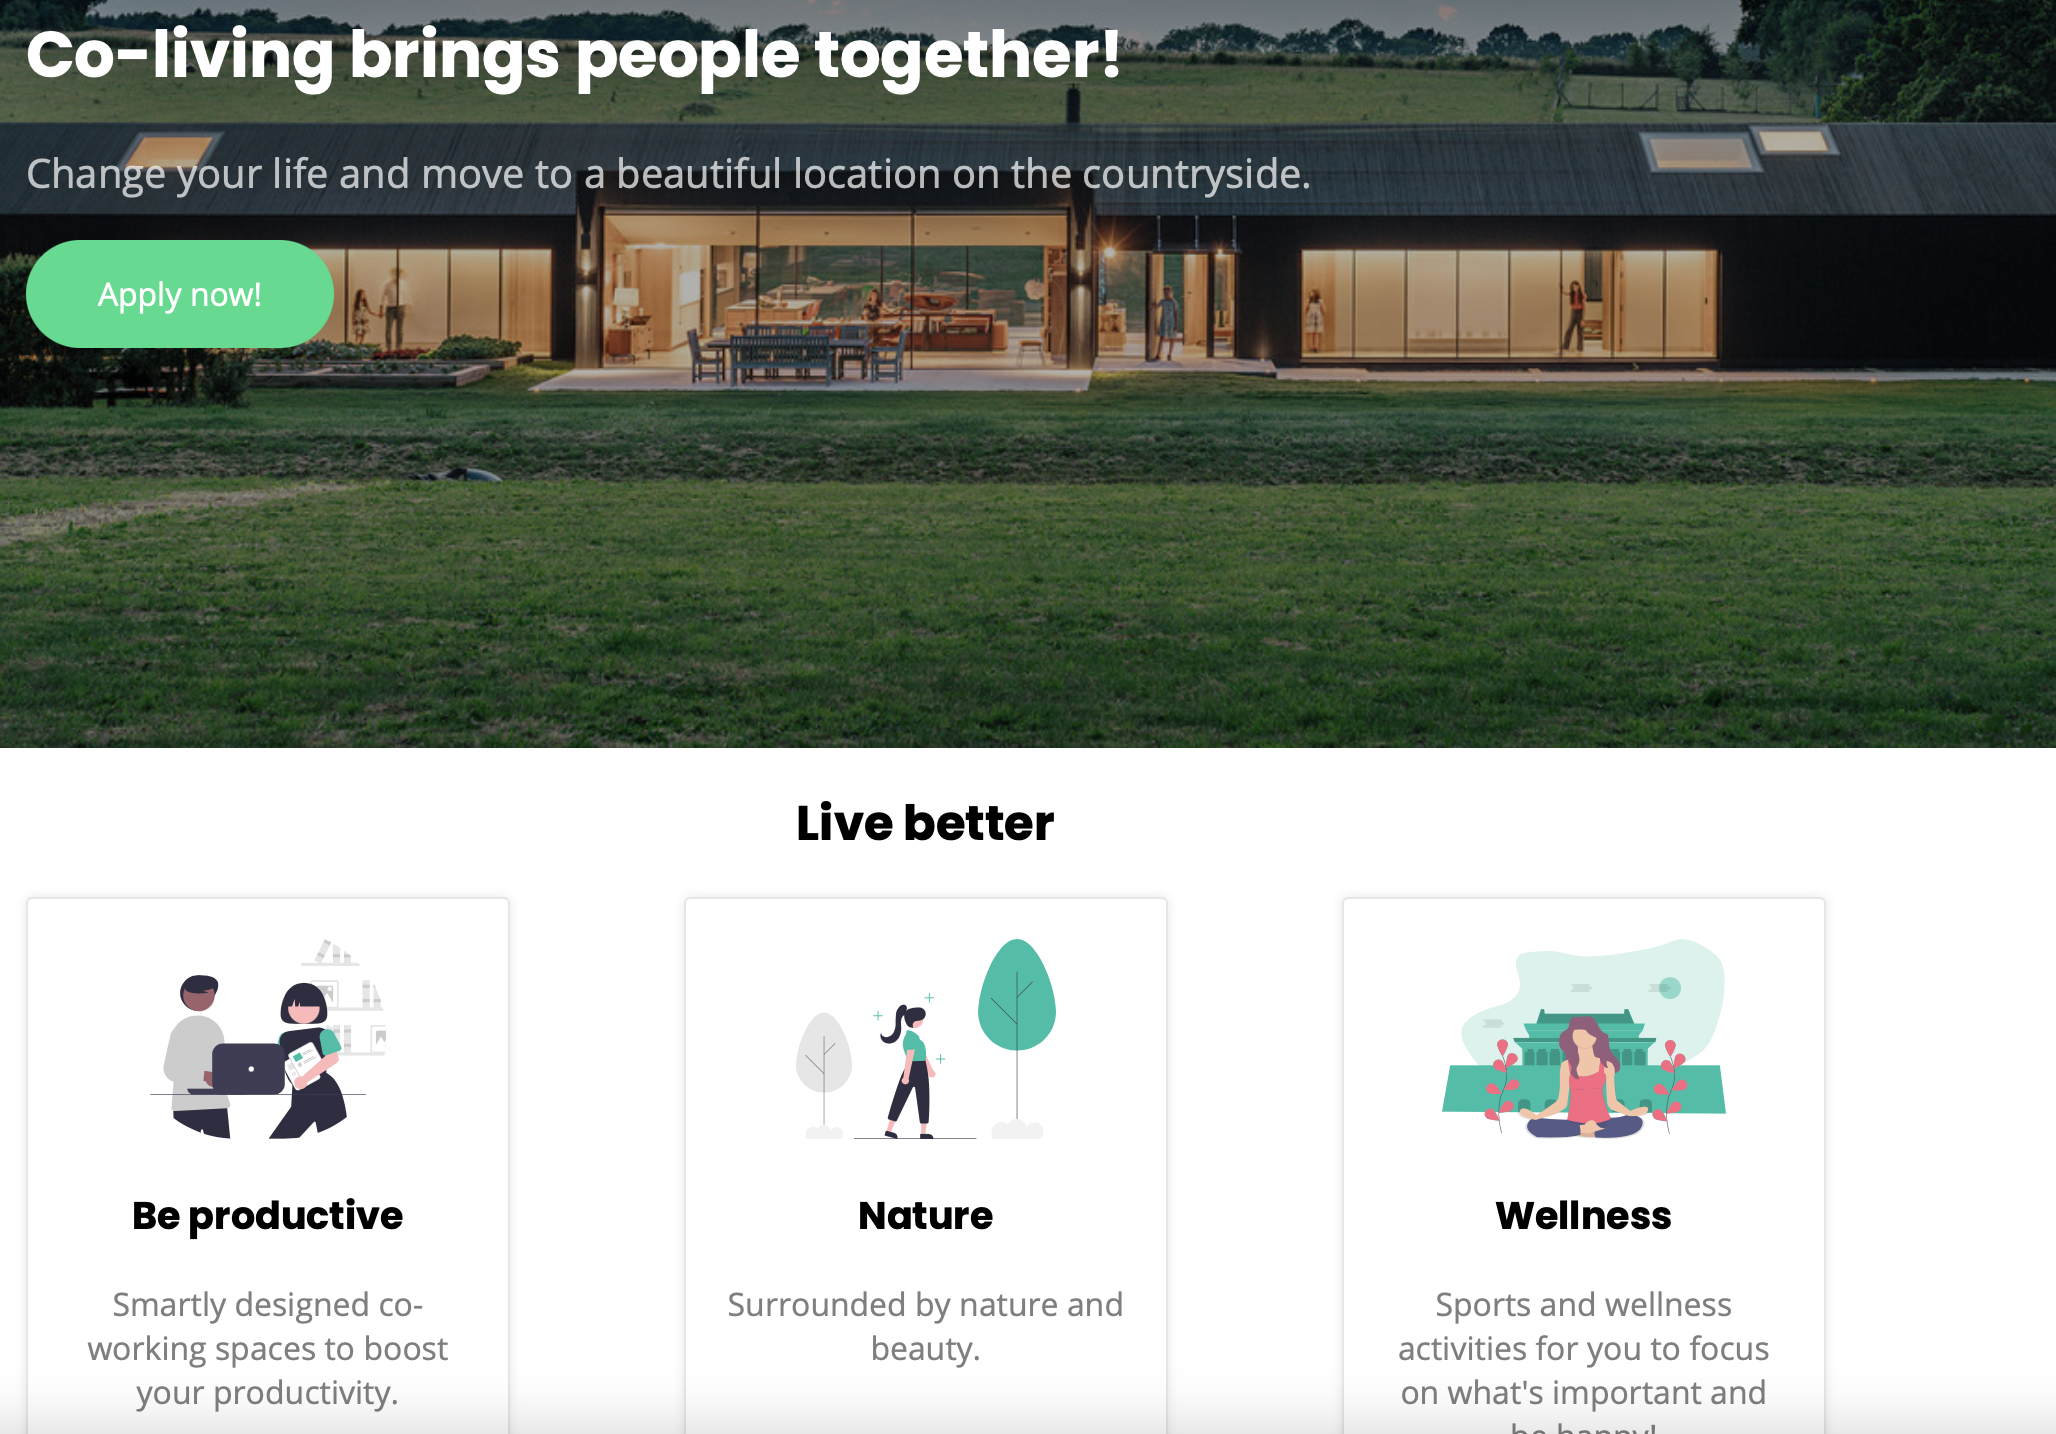 Co-living brings people together!
Change your life and move to a beautiful location on the countryside.
Apply now!
Live better
Be productive
Smartly designed co-
working spaces to boost
your productivity.
Nature
Surrounded by nature and
beauty.
Wellness
Sports and wellness
activities for you to focus
on what's important and
be happy!